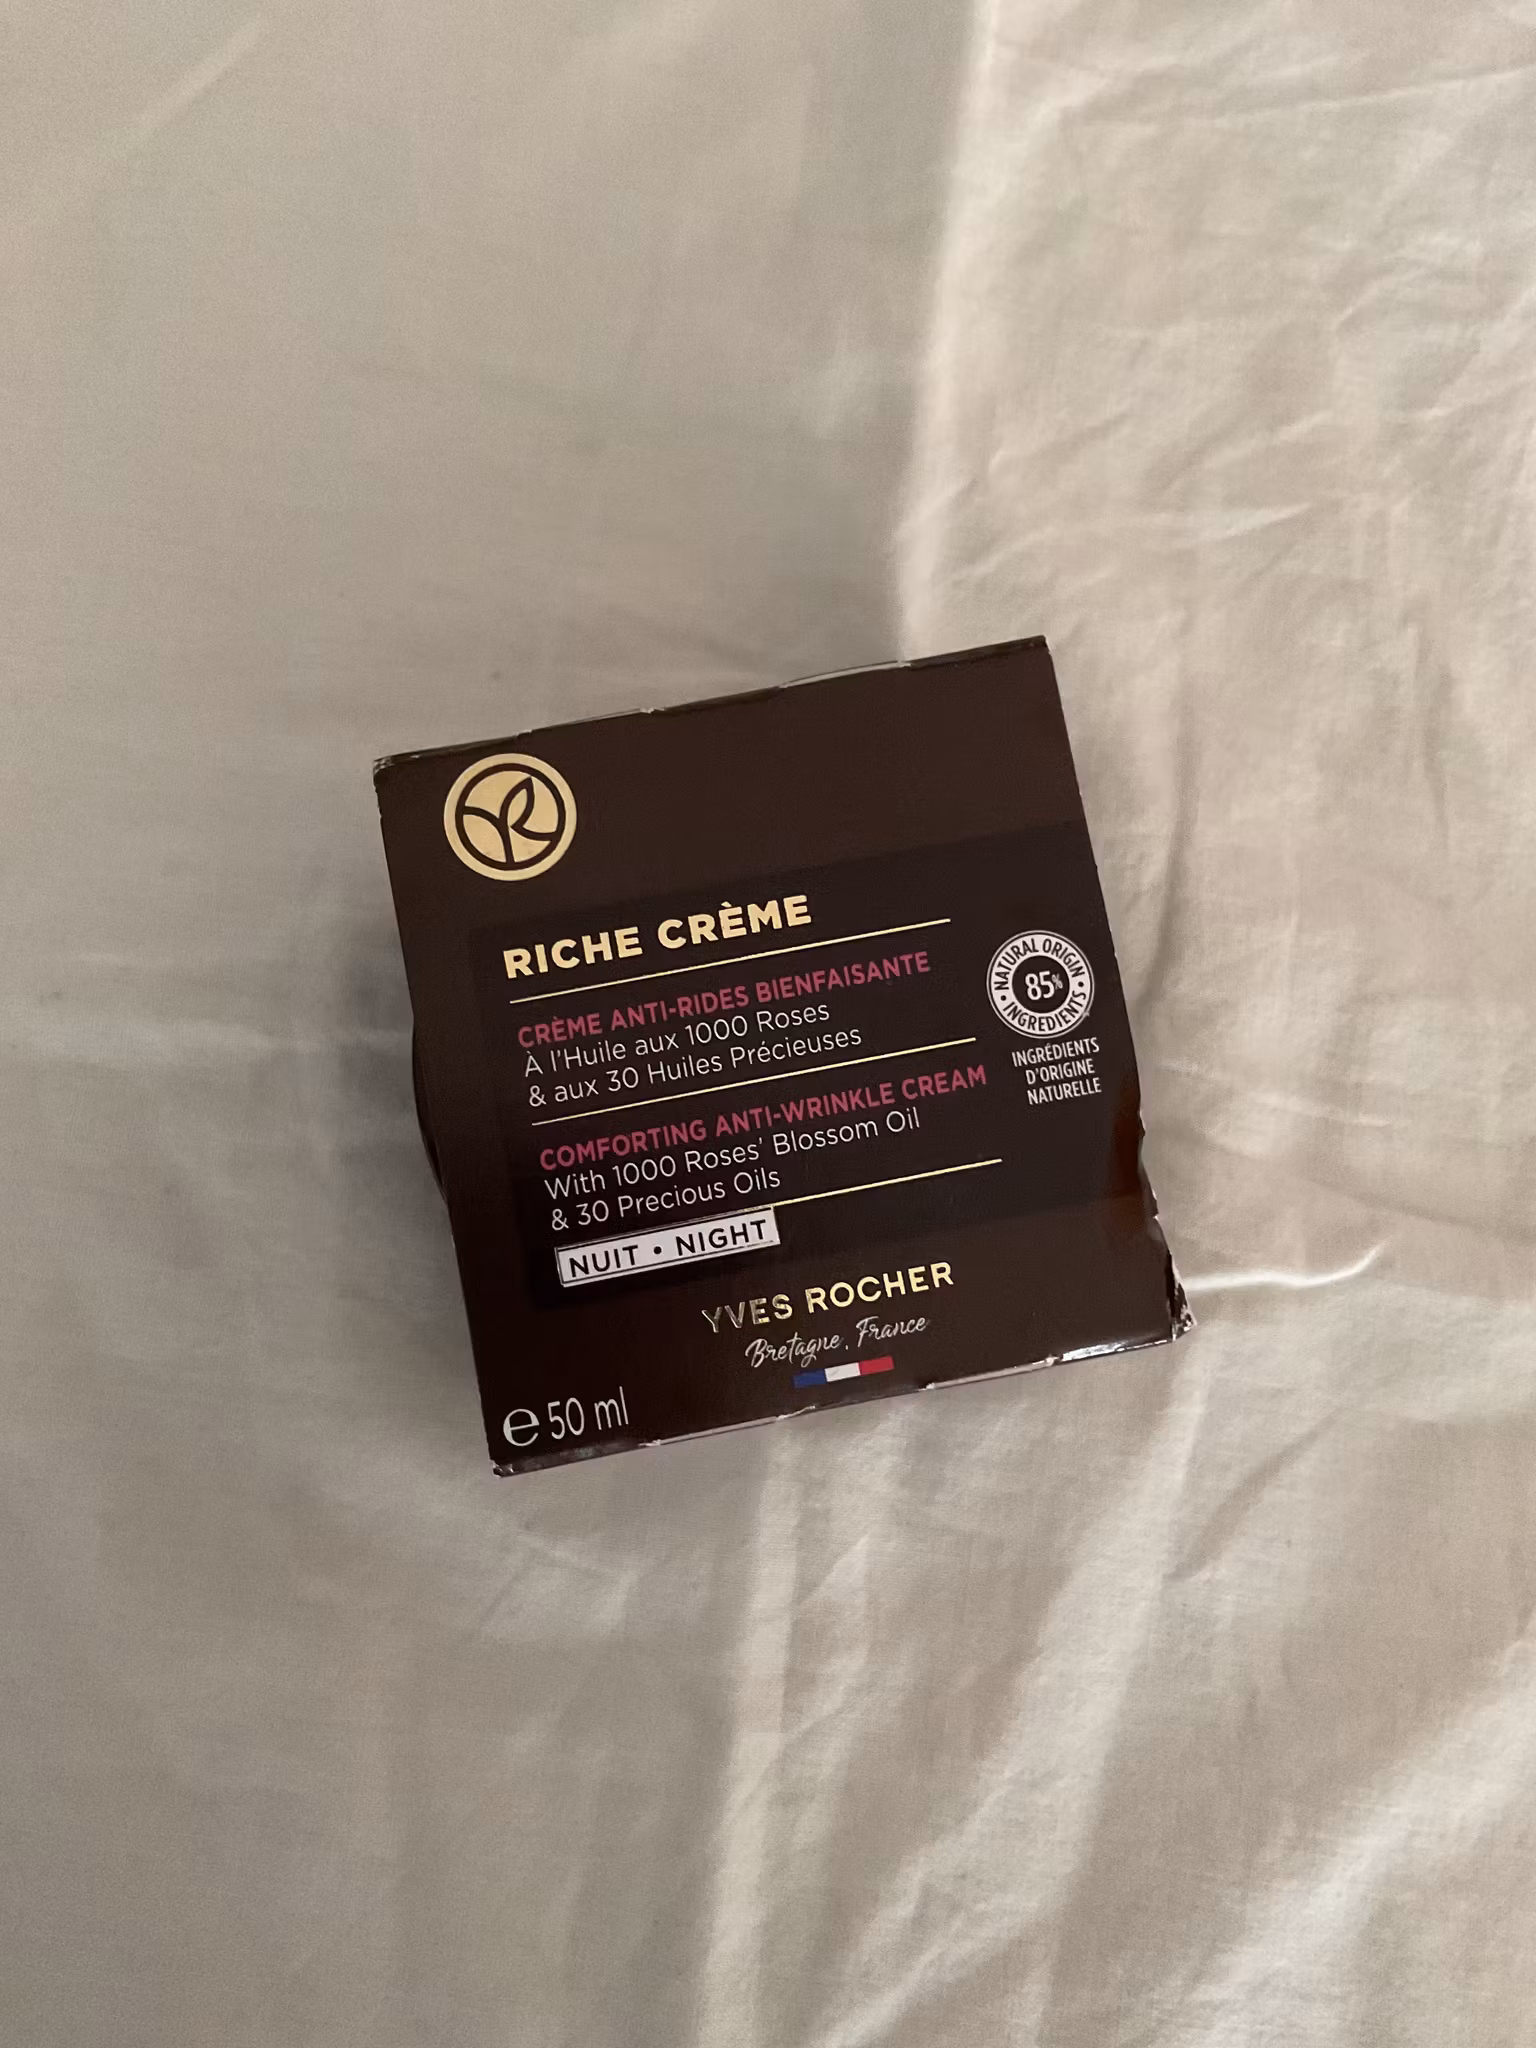 RICHE CRÈME
CRÈME ANTI-RIDES BIENFAISANTE
À l'Huile aux 1000 Roses
& aux 30 Huiles Précieuses
COMFORTING ANTI-WRINKLE CREAM
With 1000 Roses' Blossom Oil
& 30 Precious Oils
NUIT • NIGHT
• NATURAL ORIGIN •
INGREDIENTS
85%
INGRÉDIENTS
D'ORIGINE
NATURELLE
YVES ROCHER
Bretagne, France
e 50 ml